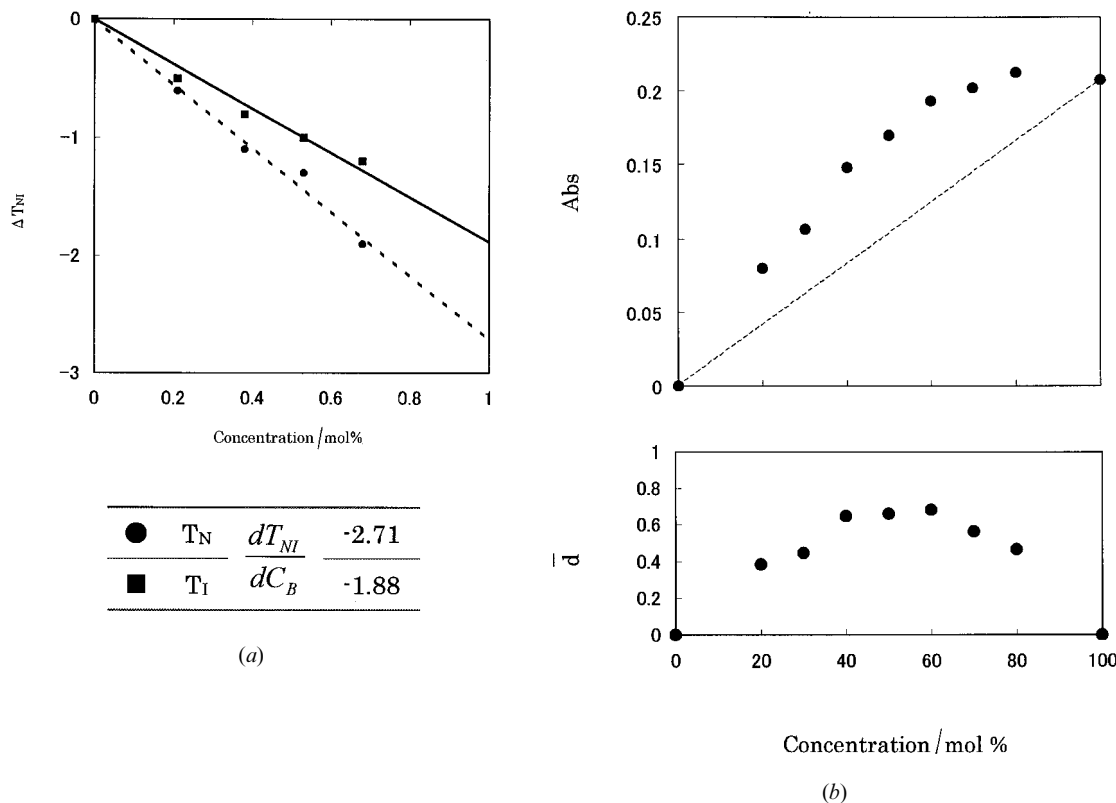 0
−1
−2
−3
Δ T_NI
0 0.2 0.4 0.6 0.8 1
Concentration / mol%
● T_N dT_NI -2.71
■ T_I dC_B -1.88
(a)
0.25
0.2
0.15
0.1
0.05
0
Abs
1
0.8
0.6
0.4
0.2
0
d̅
0 20 40 60 80 100
Concentration / mol %
(b)